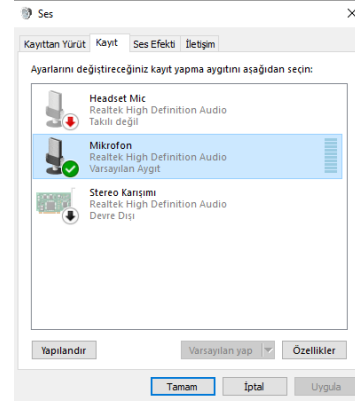 Ses
Kayıttan Yürüt Kayıt Ses Efekti İletişim
Ayarlarını değiştireceğiniz kayıt yapma aygıtını aşağıdan seçin:
Headset Mic
Realtek High Definition Audio
Takılı değil
Mikrofon
Realtek High Definition Audio
Varsayılan Aygıt
Stereo Karışımı
Realtek High Definition Audio
Devre Dışı
Yapılandır Varsayılan yap Özellikler
Tamam İptal Uygula